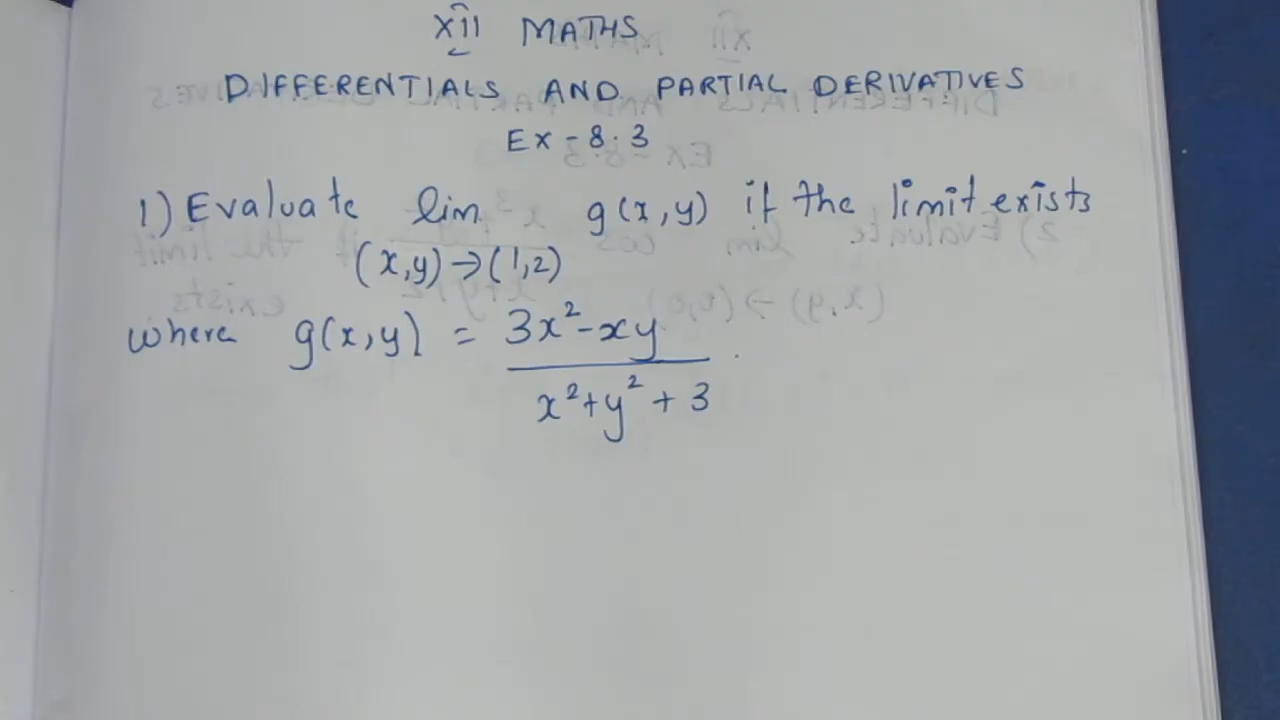 XII MATHS
DIFFERENTIALS AND PARTIAL DERIVATIVES
Ex - 8.3
1) Evaluate lim g(x,y) if the limit exists
(x,y)→(1,2)
where g(x,y) = 3x²-xy
x²+y²+3